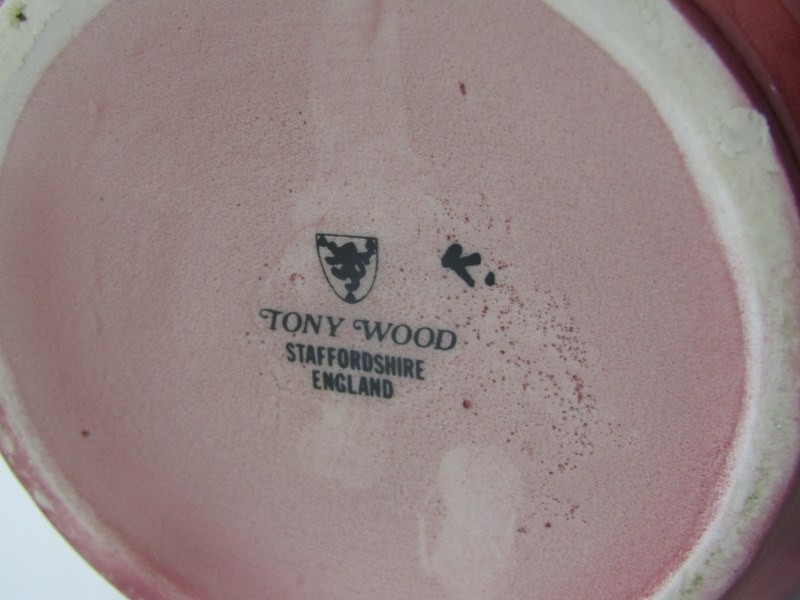 K.
TONY WOOD
STAFFORDSHIRE
ENGLAND